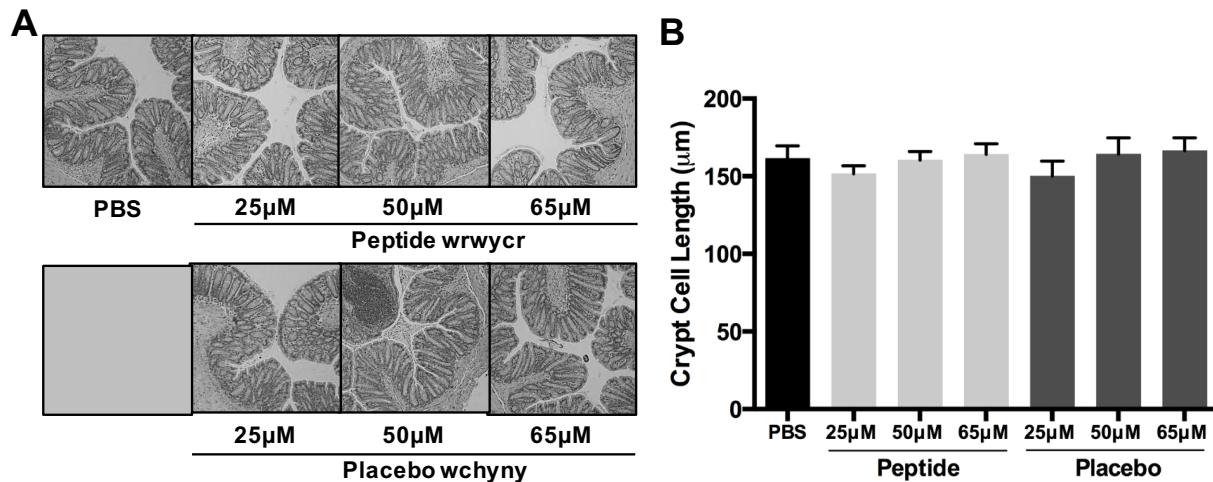 A
PBS 25μM 50μM 65μM
Peptide wrwycr
25μM 50μM 65μM
Placebo wchyny
B
Crypt Cell Length (μm)
200
150
100
50
0
PBS 25μM 50μM 65μM 25μM 50μM 65μM
Peptide Placebo